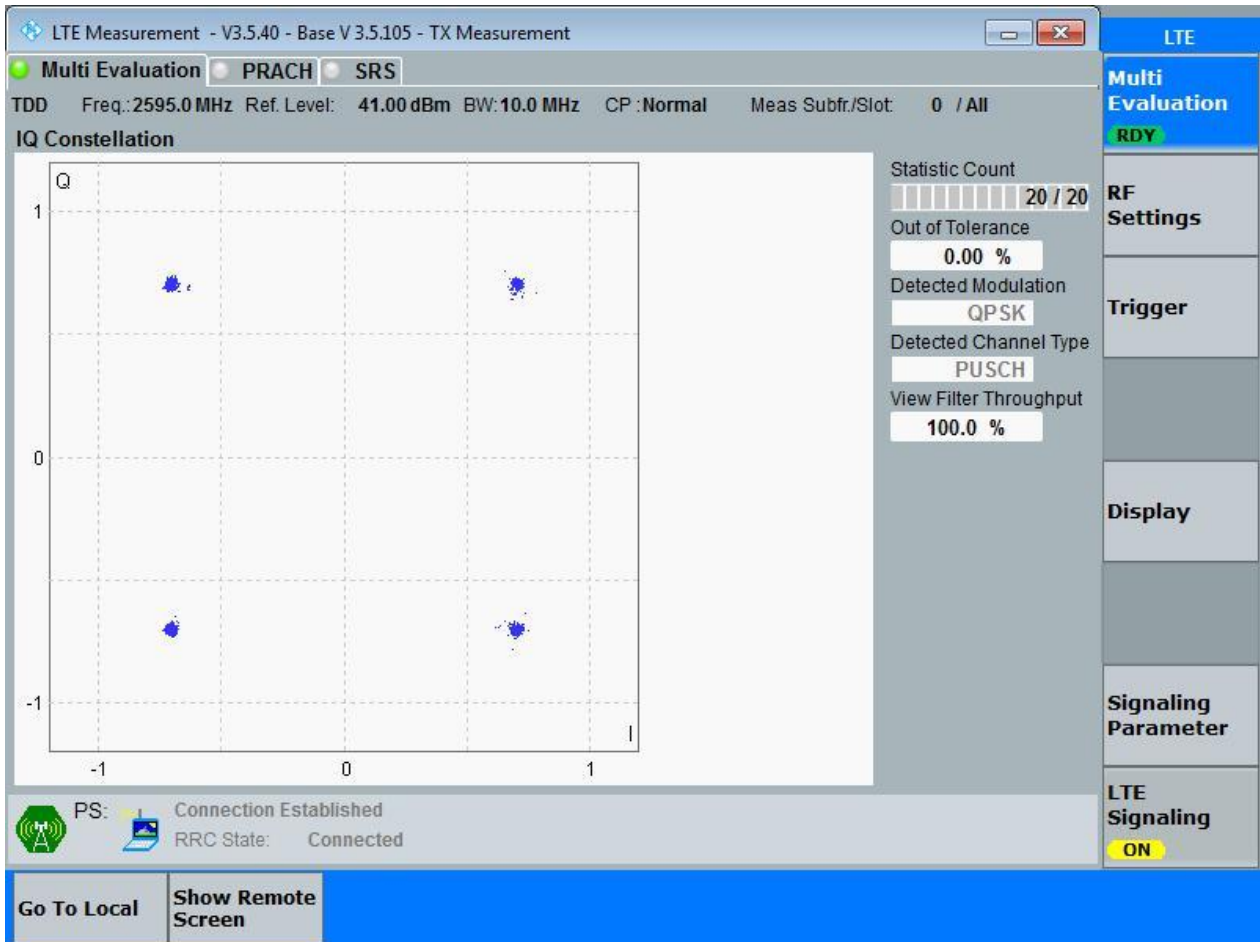 LTE Measurement - V3.5.40 - Base V 3.5.105 - TX Measurement
LTE
Multi Evaluation PRACH SRS
Multi
Evaluation
RDY
TDD Freq.: 2595.0 MHz Ref. Level: 41.00 dBm BW: 10.0 MHz CP : Normal Meas Subfr./Slot: 0 / All
IQ Constellation
Q
1
0
-1
-1 0 1
I
Statistic Count
20 / 20
Out of Tolerance
0.00 %
Detected Modulation
QPSK
Detected Channel Type
PUSCH
View Filter Throughput
100.0 %
RF
Settings
Trigger
Display
Signaling
Parameter
LTE
Signaling
ON
PS: Connection Established
RRC State: Connected
Go To Local
Show Remote
Screen